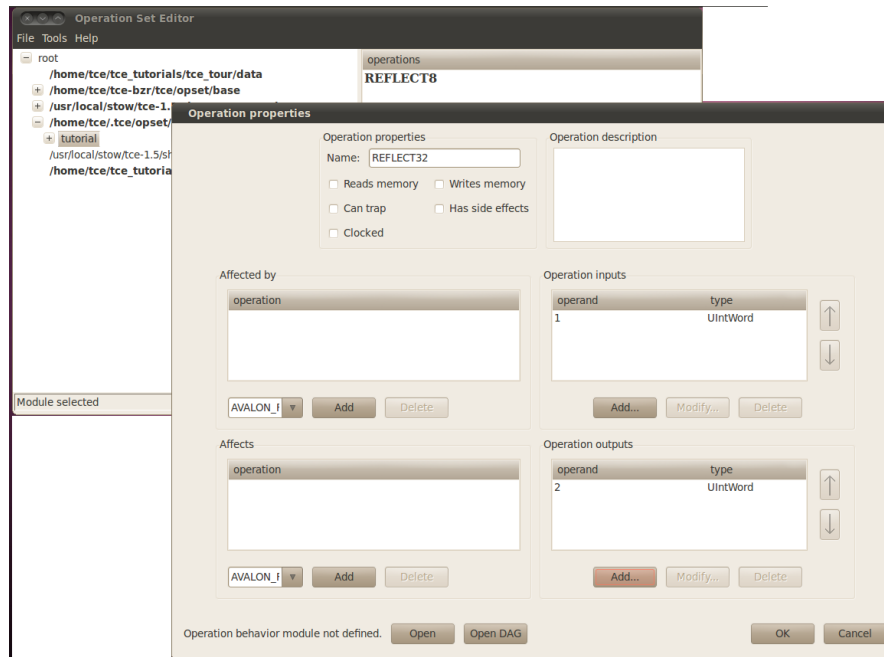 Operation Set Editor
File Tools Help
root
/home/tce/tce_tutorials/tce_tour/data
/home/tce/tce-bzr/opset/base
/usr/local/stow/tce-1.
/home/tce/.tce/opset/
tutorial
/usr/local/stow/tce-1.5/sh
/home/tce/tce_tutoria
Module selected
operations
REFLECT8
Operation properties
Operation properties
Name: REFLECT32
Reads memory Writes memory
Can trap Has side effects
Clocked
Operation description
Affected by
operation
AVALON_F Add Delete
Operation inputs
operand type
1 UIntWord
Add... Modify... Delete
Affects
operation
AVALON_F Add Delete
Operation outputs
operand type
2 UIntWord
Add... Modify... Delete
Operation behavior module not defined. Open Open DAG OK Cancel